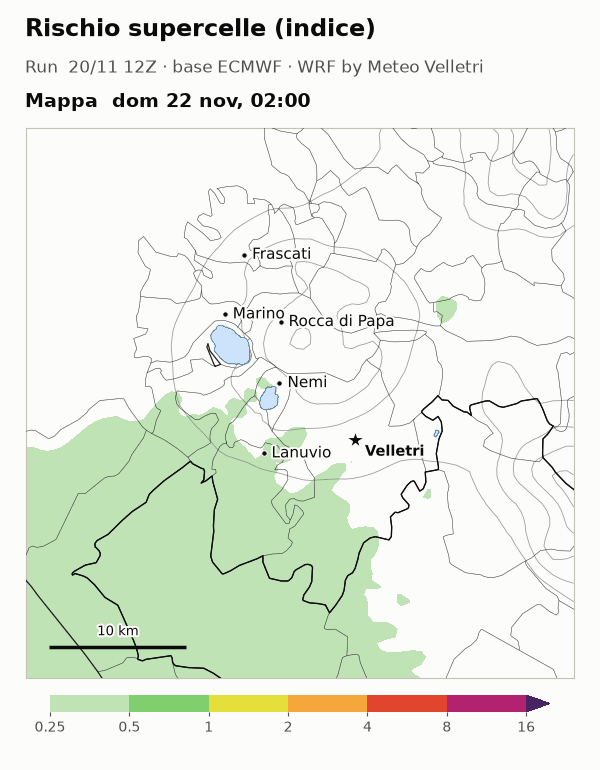 Rischio supercelle (indice)
Run  20/11 12Z · base ECMWF · WRF by Meteo Velletri
Mappa  dom 22 nov, 02:00
Frascati
Marino
Rocca di Papa
Nemi
Velletri
Lanuvio
10 km
0.25 0.5 1 2 4 8 16